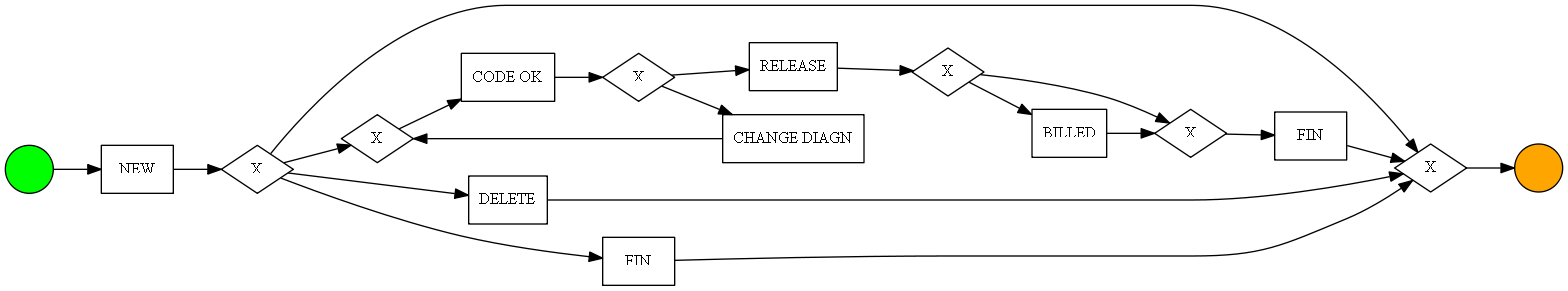 NEW
X
X
CODE OK
X
RELEASE
CHANGE DIAGN
X
BILLED
X
FIN
DELETE
FIN
X